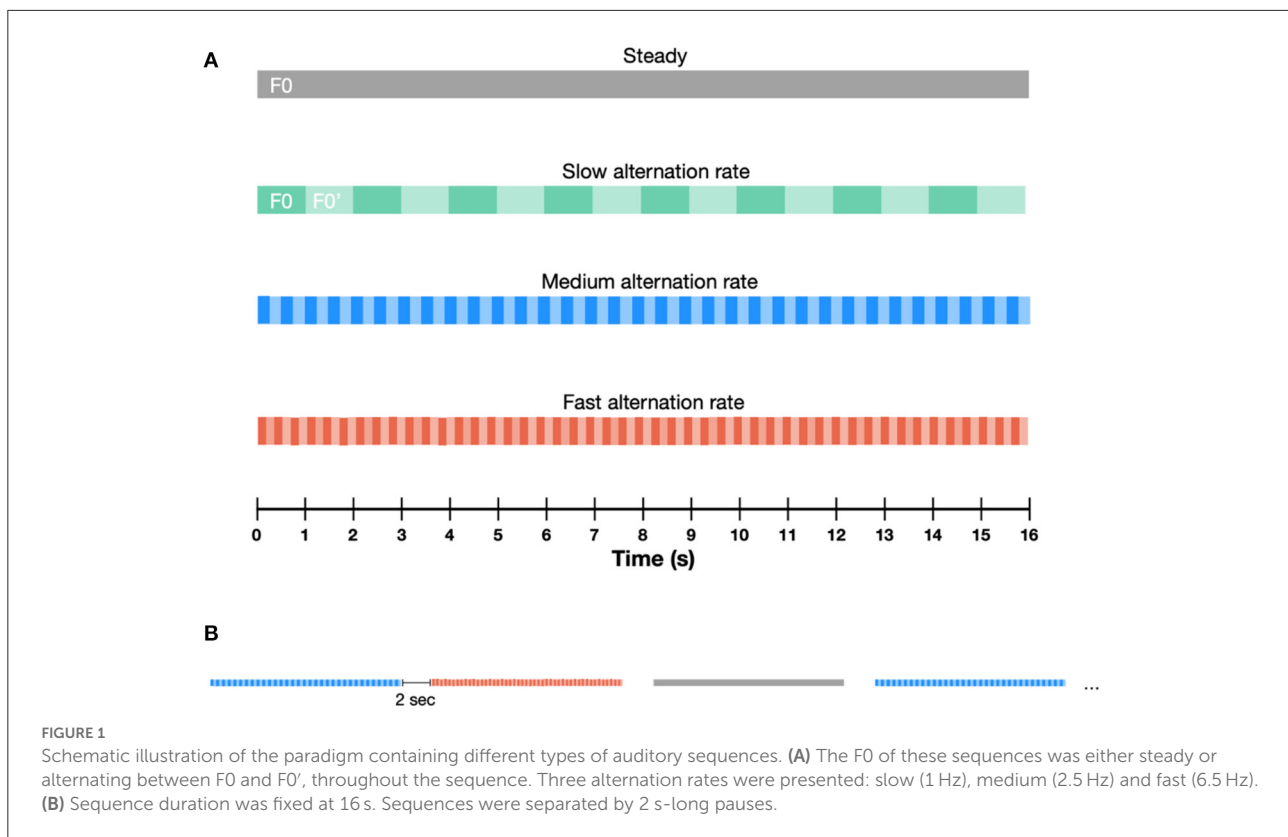 A
Steady
F0
Slow alternation rate
F0 F0'
Medium alternation rate
Fast alternation rate
0 1 2 3 4 5 6 7 8 9 10 11 12 13 14 15 16
Time (s)
B
2 sec
...
FIGURE 1
Schematic illustration of the paradigm containing different types of auditory sequences. (A) The F0 of these sequences was either steady or
alternating between F0 and F0′, throughout the sequence. Three alternation rates were presented: slow (1 Hz), medium (2.5 Hz) and fast (6.5 Hz).
(B) Sequence duration was fixed at 16 s. Sequences were separated by 2 s-long pauses.